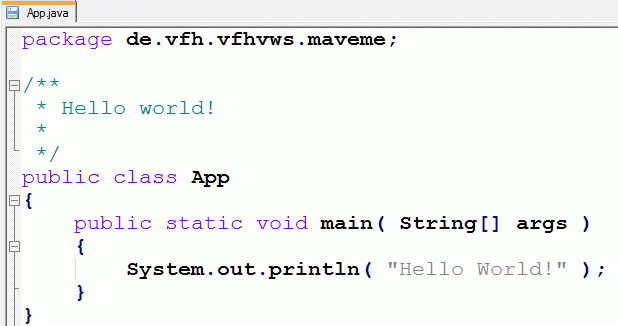 App.java
package de.vfh.vfhvws.maveme;
/**
 * Hello world!
 *
 */
public class App
{
    public static void main( String[] args )
    {
        System.out.println( "Hello World!" );
    }
}